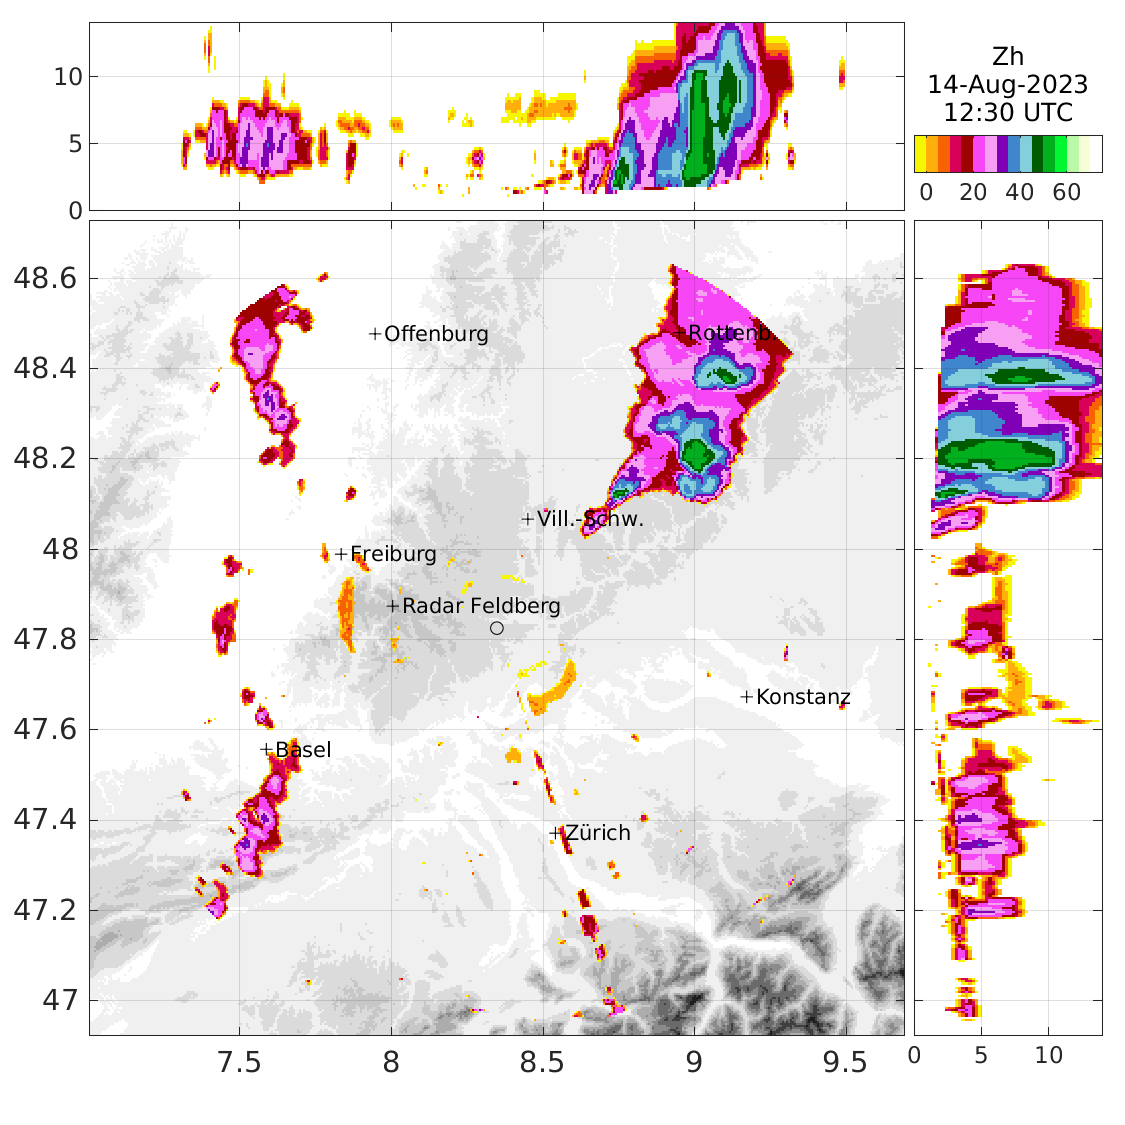 10
5
0
Zh
14-Aug-2023
12:30 UTC
0 20 40 60
48.6
48.4
48.2
48
47.8
47.6
47.4
47.2
47
+Offenburg
+Rottenb.
+Vill.-Schw.
+Freiburg
+Radar Feldberg
+Konstanz
+Basel
+Zürich
7.5 8 8.5 9 9.5
0 5 10